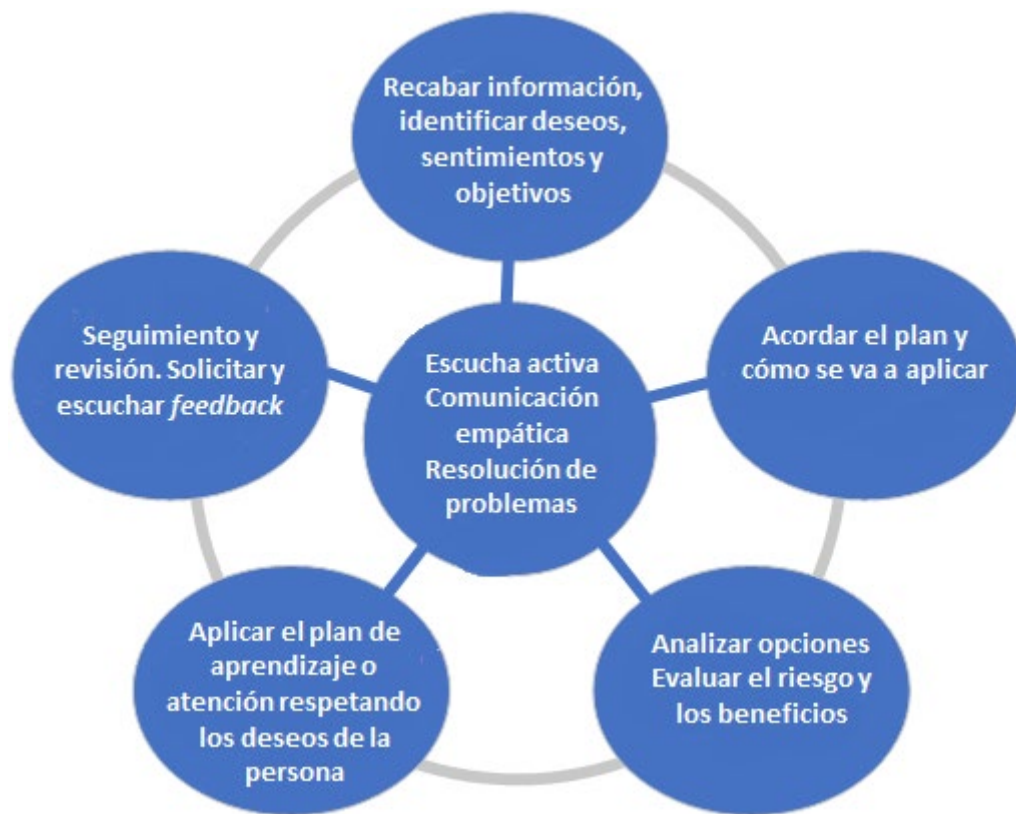 Recabar información,
identificar deseos,
sentimientos y
objetivos
Seguimiento y
revisión. Solicitar y
escuchar feedback
Escucha activa
Comunicación
empática
Resolución de
problemas
Acordar el plan y
cómo se va a aplicar
Aplicar el plan de
aprendizaje o
atención respetando
los deseos de la
persona
Analizar opciones
Evaluar el riesgo y
los beneficios